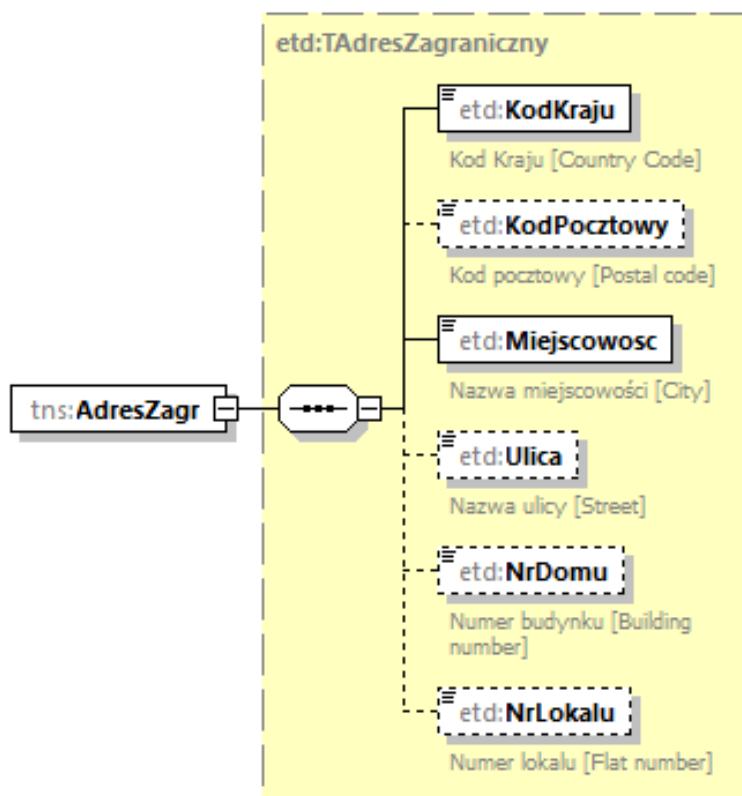 etd:TAdresZagraniczny
etd:KodKraju
Kod Kraju [Country Code]
etd:KodPocztowy
Kod pocztowy [Postal code]
etd:Miejscowosc
Nazwa miejscowości [City]
tns:AdresZagr
etd:Ulica
Nazwa ulicy [Street]
etd:NrDomu
Numer budynku [Building
number]
etd:NrLokalu
Numer lokalu [Flat number]